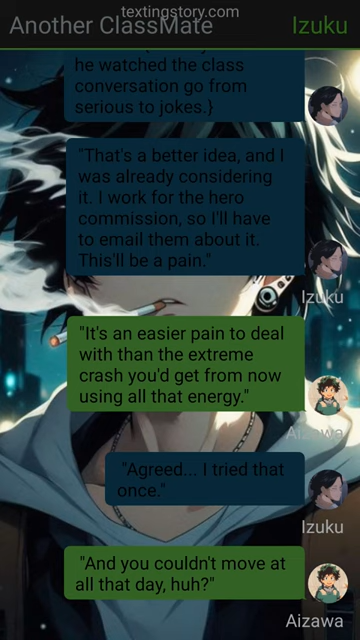 textingstory.com
Another ClassMate Izuku
he watched the class
conversation go from
serious to jokes.}
"That's a better idea, and I
was already considering
it. I work for the hero
commission, so I'll have
to email them about it.
This'll be a pain."
Izuku
"It's an easier pain to deal
with than the extreme
crash you'd get from now
using all that energy."
Aizawa
"Agreed... I tried that
once."
Izuku
"And you couldn't move at
all that day, huh?"
Aizawa